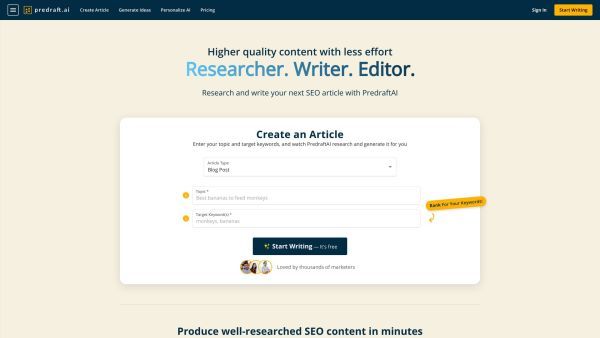 predraft.ai
Create Article
Generate Ideas
Personalize AI
Pricing
Sign In
Start Writing
Higher quality content with less effort
Researcher. Writer. Editor.
Research and write your next SEO article with PredraftAI
Create an Article
Enter your topic and target keywords, and watch PredraftAI research and generate it for you
Article Type
Blog Post
Topic *
Best bananas to feed monkeys
Target Keyword(s) *
monkeys, bananas
Rank For Your Keywords!
Start Writing — It's free
Loved by thousands of marketers
Produce well-researched SEO content in minutes